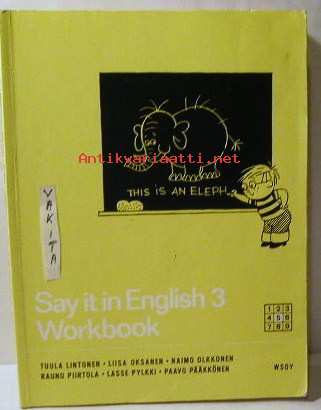 Antikvariaatti.net
THIS IS AN ELEPH
VAKITA
Say it in English 3
Workbook
1 2 3
4 5 6
7 8 9
TUULA LINTONEN · LIISA OKSANEN · RAIMO OLKKONEN
RAUNO PIIRTOLA · LASSE PYLKKI · PAAVO PÄÄKKÖNEN
WSOY